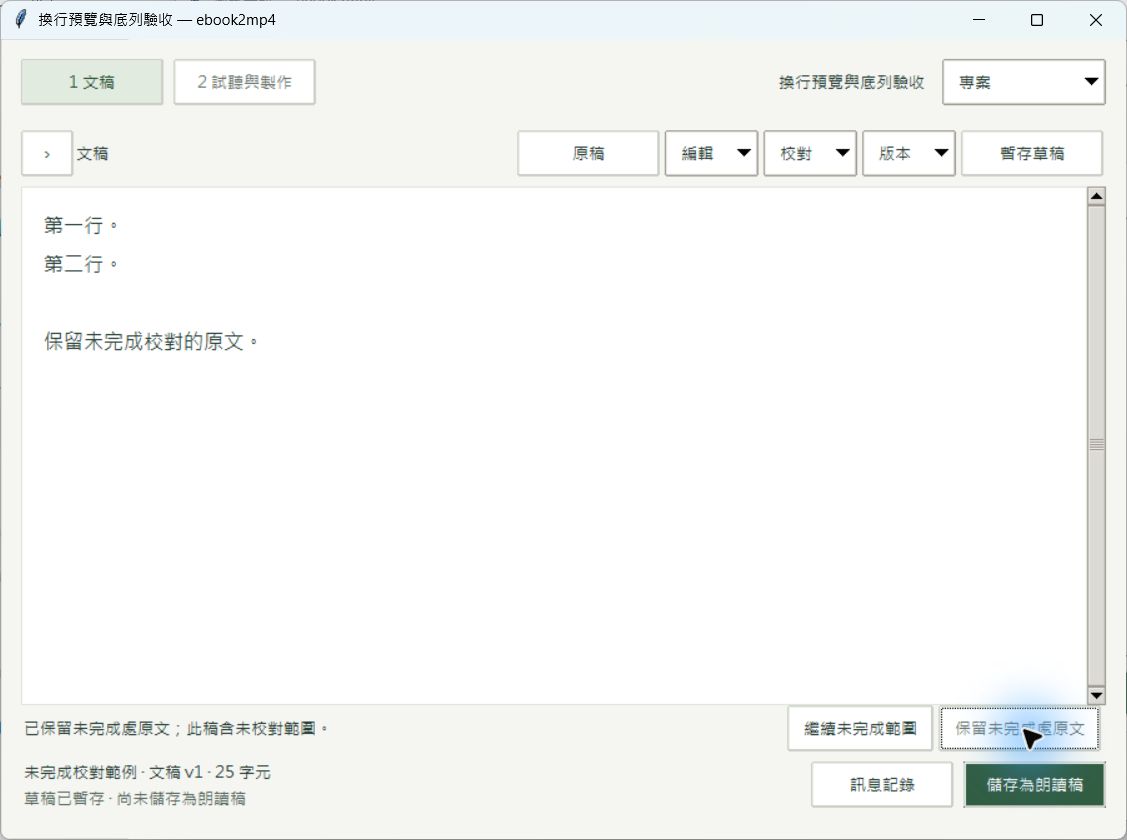 換行預覽與底列驗收 — ebook2mp4
1 文稿
2 試聽與製作
換行預覽與底列驗收
專案
› 文稿
原稿
編輯
校對
版本
暫存草稿
第一行。
第二行。
保留未完成校對的原文。
已保留未完成處原文；此稿含未校對範圍。
繼續未完成範圍
保留未完成處原文
未完成校對範例 · 文稿 v1 · 25 字元
草稿已暫存 · 尚未儲存為朗讀稿
訊息記錄
儲存為朗讀稿